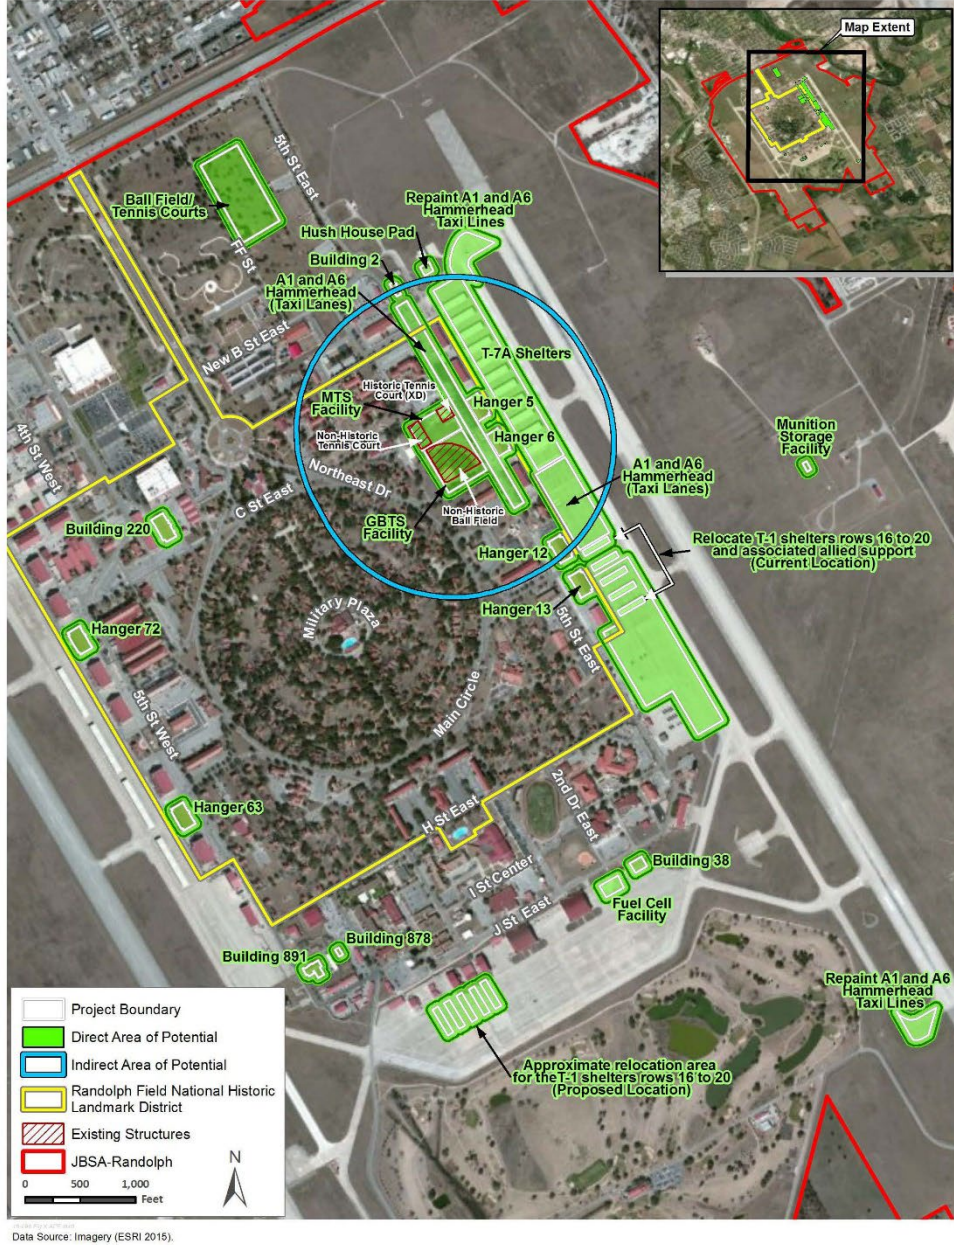 Map Extent
5th St East
Ball Field/
Tennis Courts
FF St
Repaint A1 and A6
Hammerhead
Taxi Lines
Hush House Pad
Building 2
A1 and A6
Hammerhead
(Taxi Lanes)
New B St East
T-7A Shelters
Historic Tennis
Court (XD)
MTS
Facility
Hanger 5
Non-Historic
Tennis Court
Hanger 6
Munition
Storage
Facility
4th St West
Northeast Dr
C St East
A1 and A6
Hammerhead
(Taxi Lanes)
Non-Historic
Ball Field
GBTS
Facility
Building 220
Hanger 12
Relocate T-1 shelters rows 16 to 20
and associated allied support
(Current Location)
Hanger 13
Military Plaza
5th St East
Hanger 72
5th St West
Main Circle
2nd Dr East
Hanger 63
H St East
I St Center
Building 38
Fuel Cell
Facility
J St East
Building 878
Building 891
Repaint A1 and A6
Hammerhead
Taxi Lines
Approximate relocation area
for the T-1 shelters rows 16 to 20
(Proposed Location)
Project Boundary
Direct Area of Potential
Indirect Area of Potential
Randolph Field National Historic
Landmark District
Existing Structures
JBSA-Randolph
N
0 500 1,000
Feet
Data Source: Imagery (ESRI 2015).